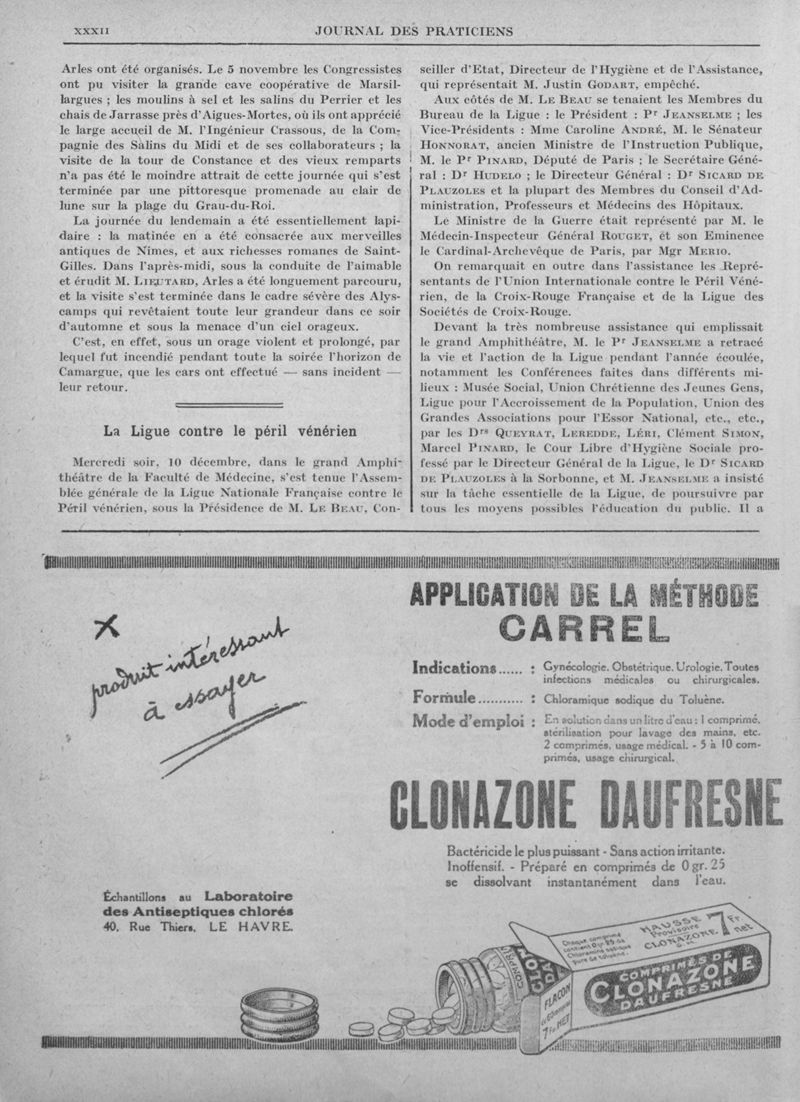 XXXII
JOURNAL DES PRATICIENS
Arles ont été organisés. Le 5 novembre les Congressistes
ont pu visiter la grande cave coopérative de Marsil-
largues ; les moulins à sel et les salins du Perrier et les
chais de Jarrasse près d'Aigues-Mortes, où ils ont apprécié
le large accueil de M. l'Ingénieur Crassous, de la Com-
pagnie des Salins du Midi et de ses collaborateurs ; la
visite de la tour de Constance et des vieux remparts
n'a pas été le moindre attrait de cette journée qui s'est
terminée par une pittoresque promenade au clair de
lune sur la plage du Grau-du-Roi.
La journée du lendemain a été essentiellement lapi-
daire : la matinée en a été consacrée aux merveilles
antiques de Nîmes, et aux richesses romanes de Saint-
Gilles. Dans l'après-midi, sous la conduite de l'aimable
et érudit M. LIEUTARD, Arles a été longuement parcouru,
et la visite s'est terminée dans le cadre sévère des Alys-
camps qui revêtaient toute leur grandeur dans ce soir
d'automne et sous la menace d'un ciel orageux.
C'est, en effet, sous un orage violent et prolongé, par
lequel fut incendié pendant toute la soirée l'horizon de
Camargue, que les cars ont effectué — sans incident —
leur retour.
La Ligue contre le péril vénérien
Mercredi soir, 10 décembre, dans le grand Amphi-
théâtre de la Faculté de Médecine, s'est tenue l'Assem-
blée générale de la Ligue Nationale Française contre le
Péril vénérien, sous la Présidence de M. LE BEAU, Con-
seiller d'Etat, Directeur de l'Hygiène et de l'Assistance,
qui représentait M. Justin GODART, empêché.
Aux côtés de M. LE BEAU se tenaient les Membres du
Bureau de la Ligue : le Président : Pr JEANSELME ; les
Vice-Présidents : Mme Caroline ANDRÉ, M. le Sénateur
HONNORAT, ancien Ministre de l'Instruction Publique,
M. le Pr PINARD, Député de Paris ; le Secrétaire Géné-
ral : Dr HUDELO ; le Directeur Général : Dr SICARD DE
PLAUZOLES et la plupart des Membres du Conseil d'Ad-
ministration, Professeurs et Médecins des Hôpitaux.
Le Ministre de la Guerre était représenté par M. le
Médecin-Inspecteur Général ROUGET, et son Eminence
le Cardinal-Archevêque de Paris, par Mgr MERIO.
On remarquait en outre dans l'assistance les Repré-
sentants de l'Union Internationale contre le Péril Véné-
rien, de la Croix-Rouge Française et de la Ligue des
Sociétés de Croix-Rouge.
Devant la très nombreuse assistance qui emplissait
le grand Amphithéâtre, M. le Pr JEANSELME a retracé
la vie et l'action de la Ligue pendant l'année écoulée,
notamment les Conférences faites dans différents mi-
lieux : Musée Social, Union Chrétienne des Jeunes Gens,
Ligue pour l'Accroissement de la Population, Union des
Grandes Associations pour l'Essor National, etc., etc.,
par les Drs QUEYRAT, LEREDDE, LÉRI, Clément SIMON,
Marcel PINARD, le Cour Libre d'Hygiène Sociale pro-
fessé par le Directeur Général de la Ligue, le Dr SICARD
DE PLAUZOLES à la Sorbonne, et M. JEANSELME a insisté
sur la tâche essentielle de la Ligue, de poursuivre par
tous les moyens possibles l'éducation du public. Il a
X
produit intéressant
à essayer
Échantillons au Laboratoire
des Antiseptiques chlorés
40, Rue Thiers, LE HAVRE.
APPLICATION DE LA MÉTHODE
CARREL
Indications...... : Gynécologie. Obstétrique. Urologie. Toutes
infections médicales ou chirurgicales.
Formule........... : Chloramique sodique du Toluène.
Mode d'emploi : En solution dans un litre d'eau : 1 comprimé,
stérilisation pour lavage des mains, etc.
2 comprimés, usage médical. - 5 à 10 com-
primés, usage chirurgical.
CLONAZONE DAUFRESNE
Bactéricide le plus puissant - Sans action irritante.
Inoffensif. - Préparé en comprimés de 0 gr. 25
se dissolvant instantanément dans l'eau.
HAUSSE
Provisoire
CLONAZONE
7 Fr
net
Chaque comprimé
COMPRIMÉS DE
CLONAZONE
DAUFRESNE
FLACON
7 Fr NET